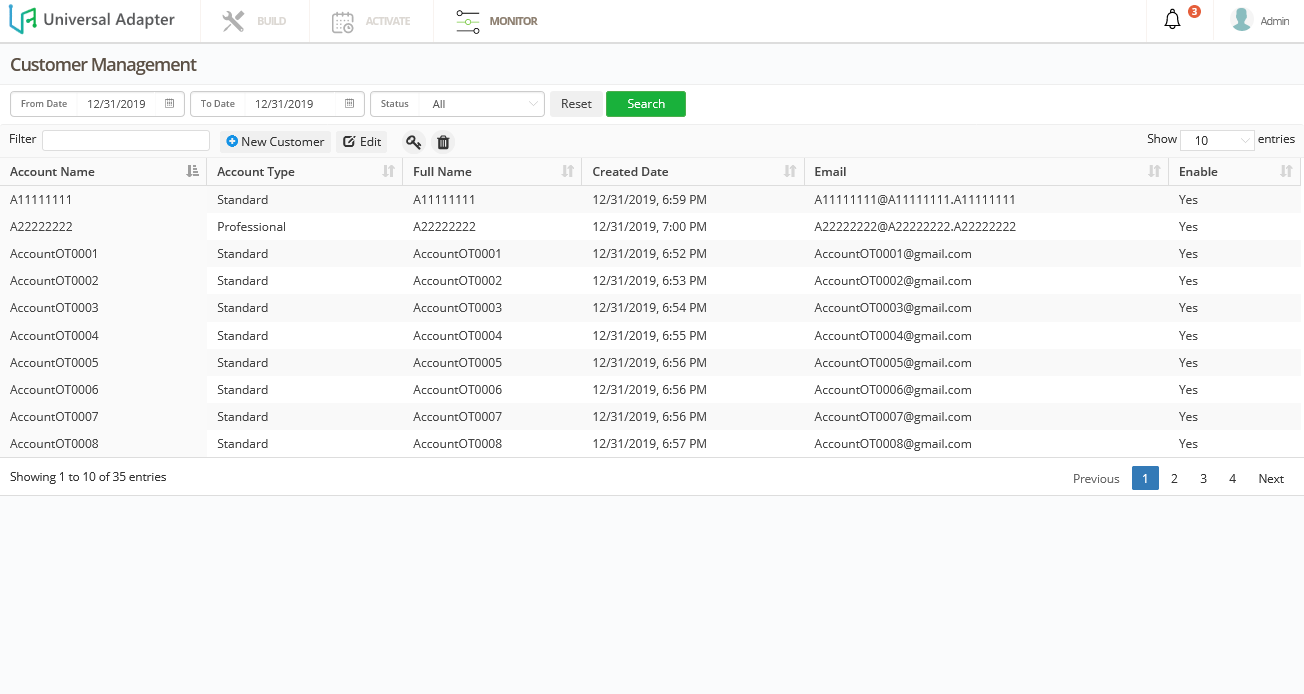 Universal Adapter BUILD ACTIVATE MONITOR 3 Admin
Customer Management
From Date 12/31/2019 To Date 12/31/2019 Status All Reset Search
Filter New Customer Edit Show 10 entries
Account Name Account Type Full Name Created Date Email Enable
A11111111 Standard A11111111 12/31/2019, 6:59 PM A11111111@A11111111.A11111111 Yes
A22222222 Professional A22222222 12/31/2019, 7:00 PM A22222222@A22222222.A22222222 Yes
AccountOT0001 Standard AccountOT0001 12/31/2019, 6:52 PM AccountOT0001@gmail.com Yes
AccountOT0002 Standard AccountOT0002 12/31/2019, 6:53 PM AccountOT0002@gmail.com Yes
AccountOT0003 Standard AccountOT0003 12/31/2019, 6:54 PM AccountOT0003@gmail.com Yes
AccountOT0004 Standard AccountOT0004 12/31/2019, 6:55 PM AccountOT0004@gmail.com Yes
AccountOT0005 Standard AccountOT0005 12/31/2019, 6:56 PM AccountOT0005@gmail.com Yes
AccountOT0006 Standard AccountOT0006 12/31/2019, 6:56 PM AccountOT0006@gmail.com Yes
AccountOT0007 Standard AccountOT0007 12/31/2019, 6:56 PM AccountOT0007@gmail.com Yes
AccountOT0008 Standard AccountOT0008 12/31/2019, 6:57 PM AccountOT0008@gmail.com Yes
Showing 1 to 10 of 35 entries Previous 1 2 3 4 Next